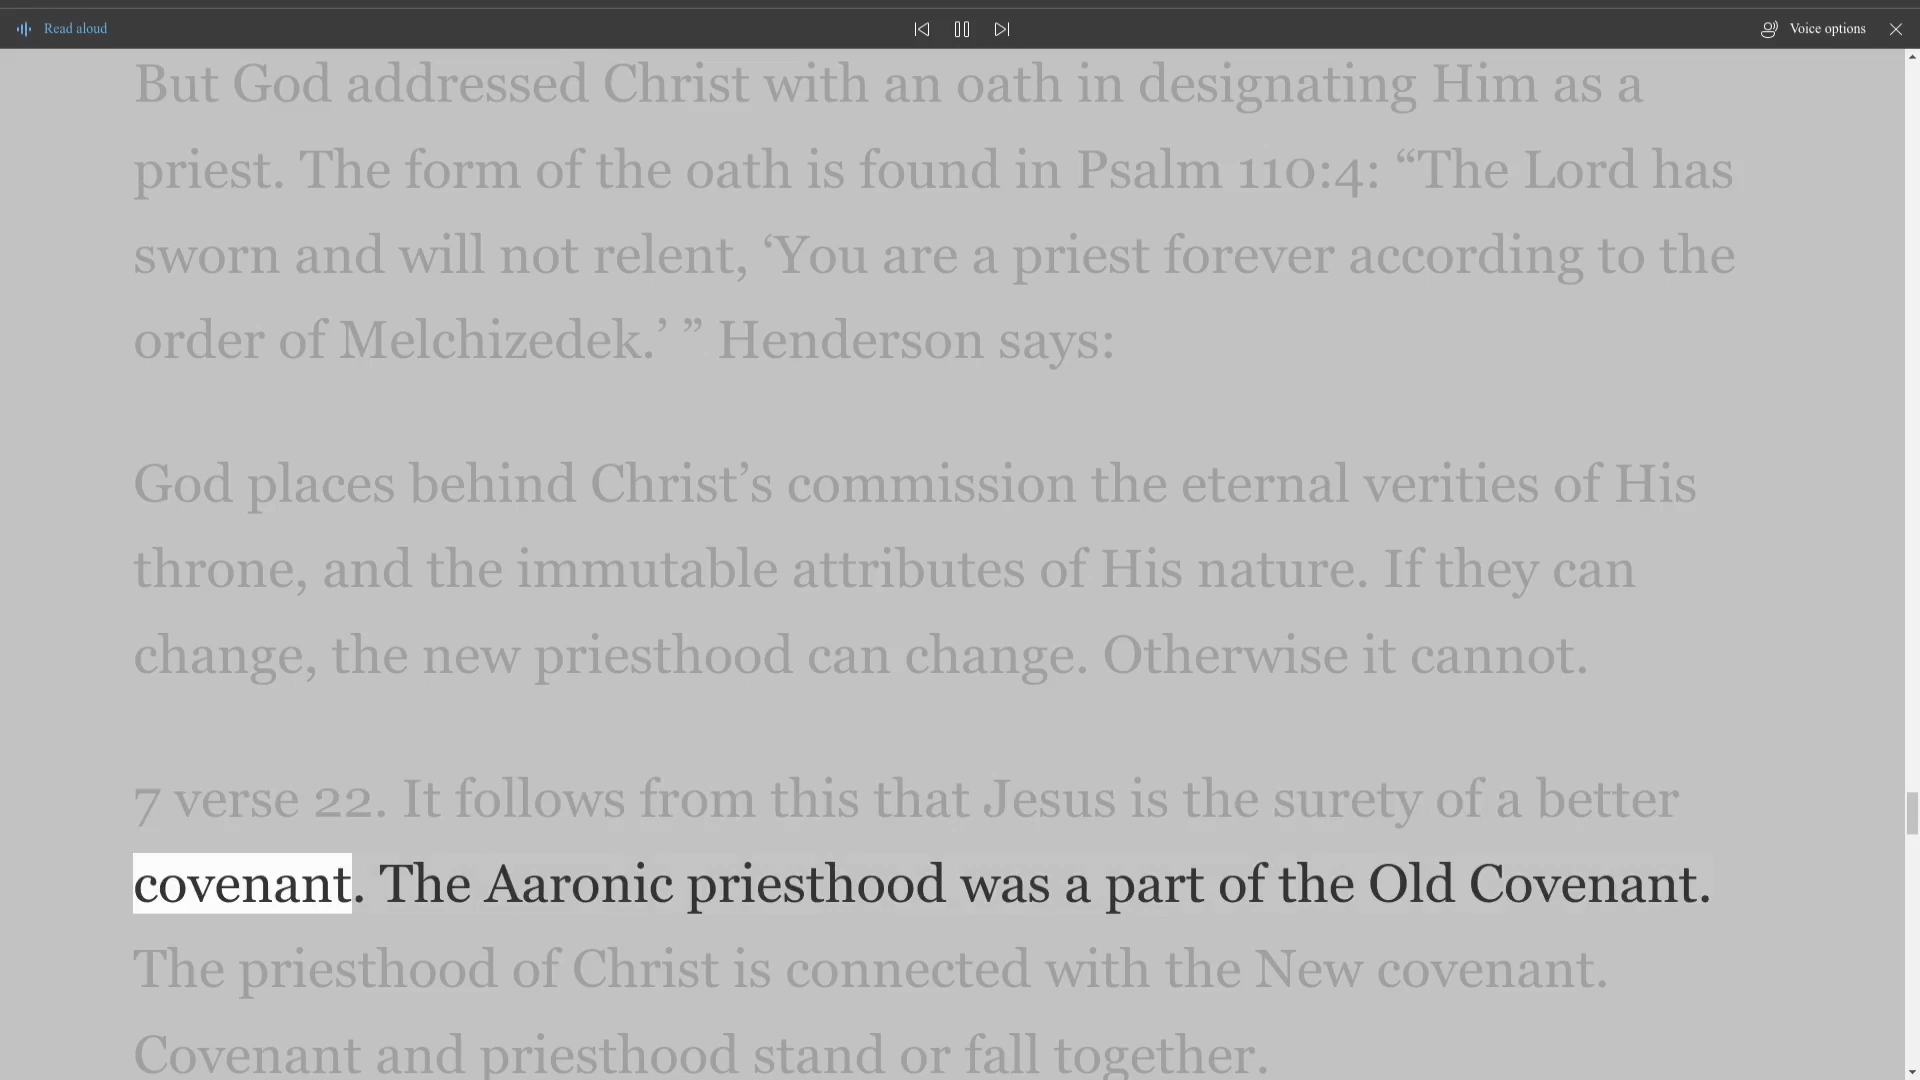 Read aloud
Voice options
But God addressed Christ with an oath in designating Him as a
priest. The form of the oath is found in Psalm 110:4: “The Lord has
sworn and will not relent, ‘You are a priest forever according to the
order of Melchizedek.’ ” Henderson says:
God places behind Christ’s commission the eternal verities of His
throne, and the immutable attributes of His nature. If they can
change, the new priesthood can change. Otherwise it cannot.
7 verse 22. It follows from this that Jesus is the surety of a better
covenant. The Aaronic priesthood was a part of the Old Covenant.
The priesthood of Christ is connected with the New covenant.
Covenant and priesthood stand or fall together.